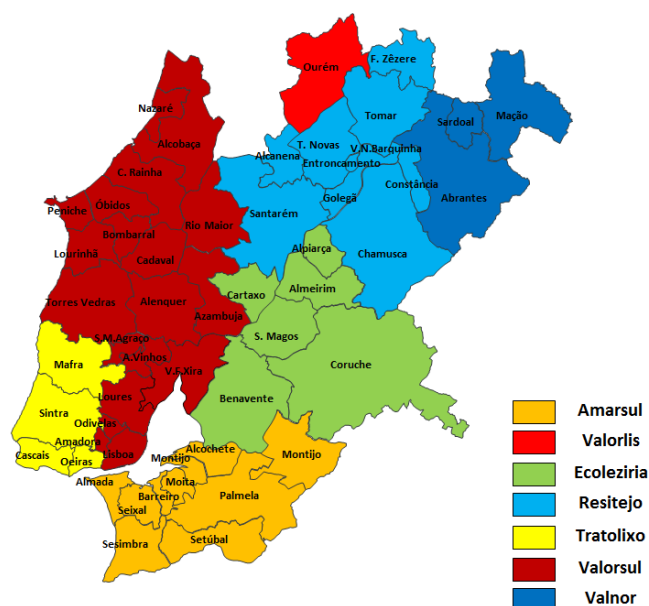 Ourém
F. Zêzere
Nazaré
Tomar
Sardoal
Mação
Alcobaça
T. Novas
V.N.Barquinha
Alcanena
Entroncamento
C. Rainha
Constância
Golegã
Abrantes
Peniche
Óbidos
Santarém
Rio Maior
Bombarral
Alpiarça
Lourinhã
Cadaval
Chamusca
Almeirim
Cartaxo
Torres Vedras
Alenquer
Azambuja
S.M.Agraço
S. Magos
A.Vinhos
Mafra
V.F.Xira
Coruche
Loures
Benavente
Sintra
Odivelas
Amadora
Cascais
Oeiras
Lisboa
Alcochete
Montijo
Montijo
Almada
Moita
Barreiro
Palmela
Seixal
Sesimbra
Setúbal
Amarsul
Valorlis
Ecoleziria
Resitejo
Tratolixo
Valorsul
Valnor